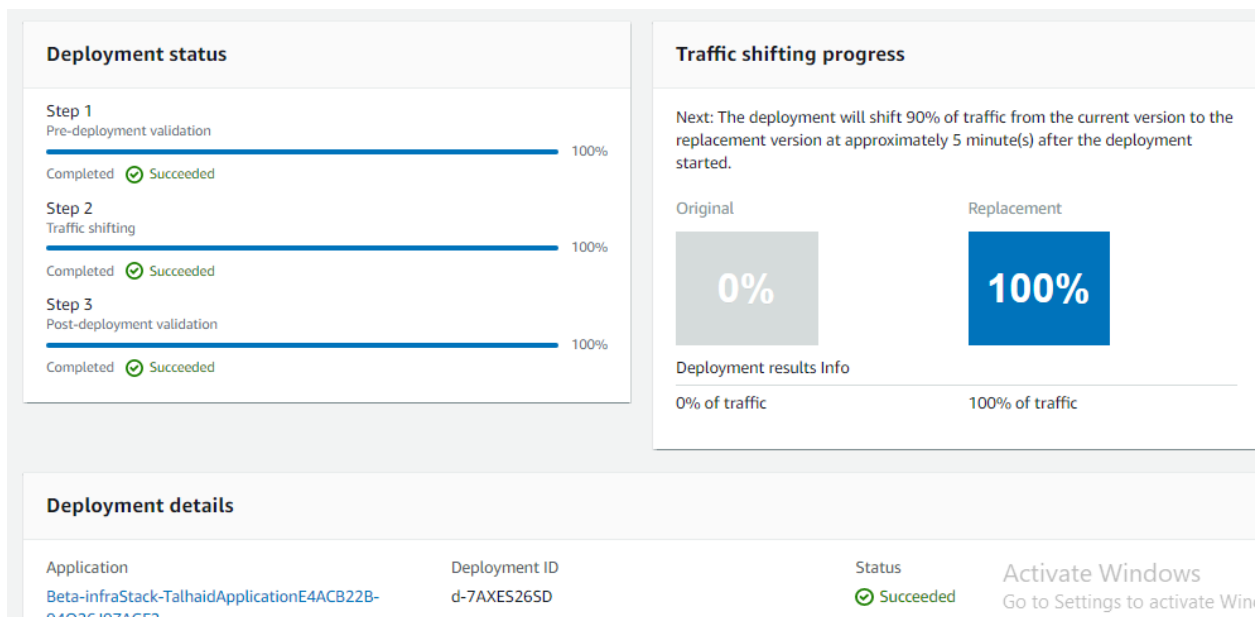 Deployment status
Step 1
Pre-deployment validation
100%
Completed Succeeded
Step 2
Traffic shifting
100%
Completed Succeeded
Step 3
Post-deployment validation
100%
Completed Succeeded
Traffic shifting progress
Next: The deployment will shift 90% of traffic from the current version to the
replacement version at approximately 5 minute(s) after the deployment
started.
Original Replacement
0% 100%
Deployment results Info
0% of traffic 100% of traffic
Deployment details
Application
Beta-infraStack-TalhaidApplicationE4ACB22B-
Deployment ID
d-7AXES26SD
Status
Succeeded
Activate Windows
Go to Settings to activate